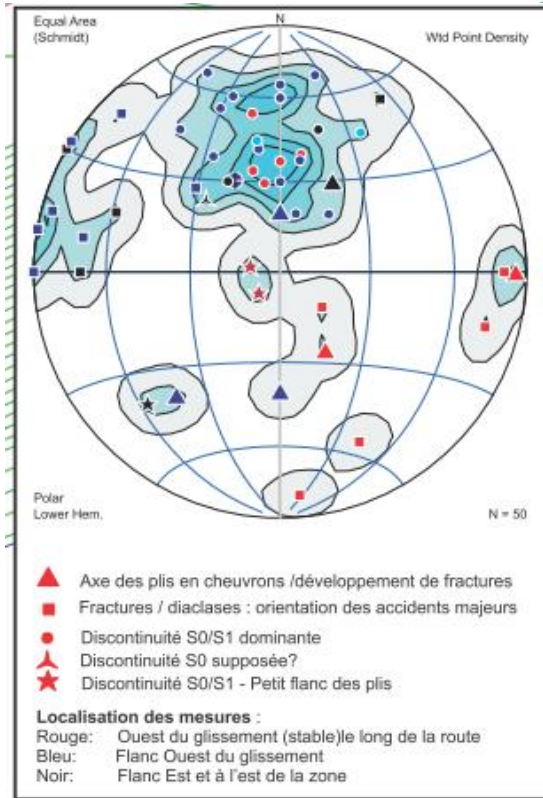 Equal Area
(Schmidt)
N
Wtd Point Density
Polar
Lower Hem.
N = 50
Axe des plis en cheuvrons /développement de fractures
Fractures / diaclases : orientation des accidents majeurs
Discontinuité S0/S1 dominante
Discontinuité S0 supposée?
Discontinuité S0/S1 - Petit flanc des plis
Localisation des mesures :
Rouge: Ouest du glissement (stable)le long de la route
Bleu: Flanc Ouest du glissement
Noir: Flanc Est et à l'est de la zone